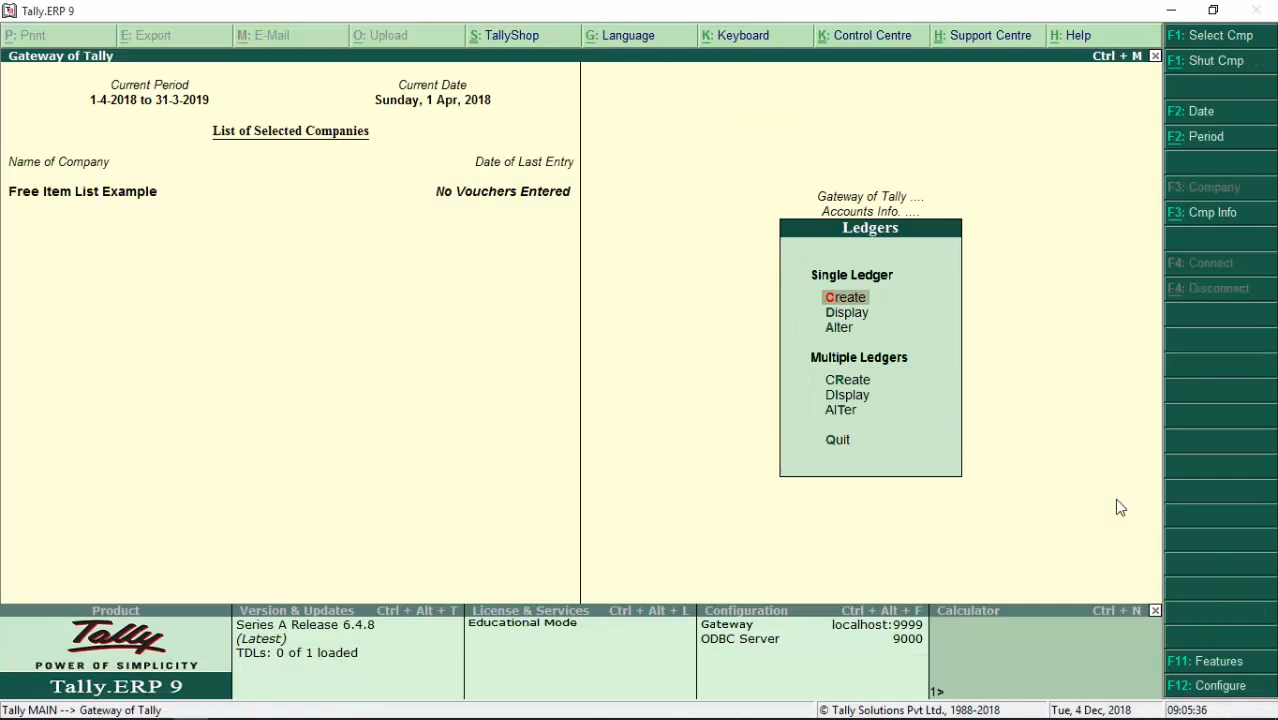 Tally.ERP 9
P: Print
E: Export
M: E-Mail
O: Upload
S: TallyShop
G: Language
K: Keyboard
K: Control Centre
H: Support Centre
H: Help
F1: Select Cmp
Gateway of Tally
Ctrl + M
F1: Shut Cmp
Current Period
Current Date
1-4-2018 to 31-3-2019
Sunday, 1 Apr, 2018
F2: Date
List of Selected Companies
F2: Period
Name of Company
Date of Last Entry
Free Item List Example
No Vouchers Entered
F3: Company
Gateway of Tally ....
Accounts Info. ....
F3: Cmp Info
Ledgers
F4: Connect
Single Ledger
F4: Disconnect
Create
Display
Alter
Multiple Ledgers
CReate
DIsplay
AlTer
Quit
Product
Version & Updates
Ctrl + Alt + T
License & Services
Ctrl + Alt + L
Configuration
Ctrl + Alt + F
Calculator
Ctrl + N
Tally
POWER OF SIMPLICITY
Tally.ERP 9
Series A Release 6.4.8
(Latest)
TDLs: 0 of 1 loaded
Educational Mode
Gateway
localhost:9999
ODBC Server
9000
1>
F11: Features
F12: Configure
Tally MAIN --> Gateway of Tally
© Tally Solutions Pvt Ltd., 1988-2018
Tue, 4 Dec, 2018
09:05:36